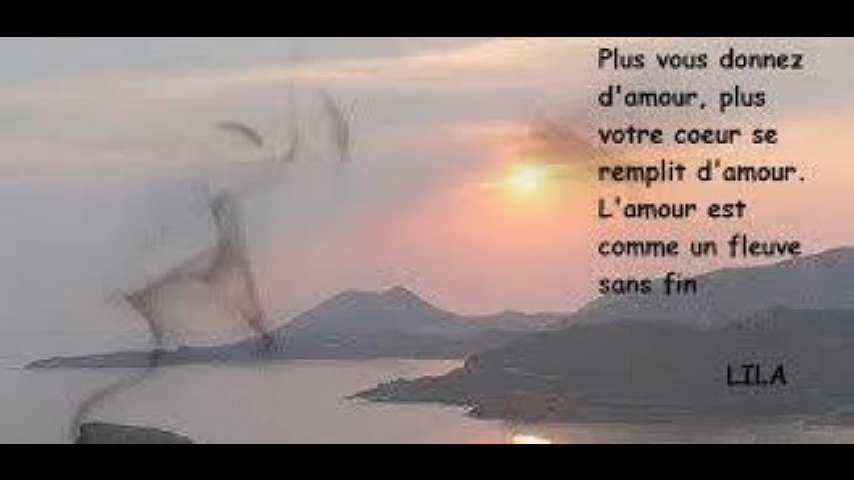 Plus vous donnez
d'amour, plus
votre coeur se
remplit d'amour.
L'amour est
comme un fleuve
sans fin
LILA